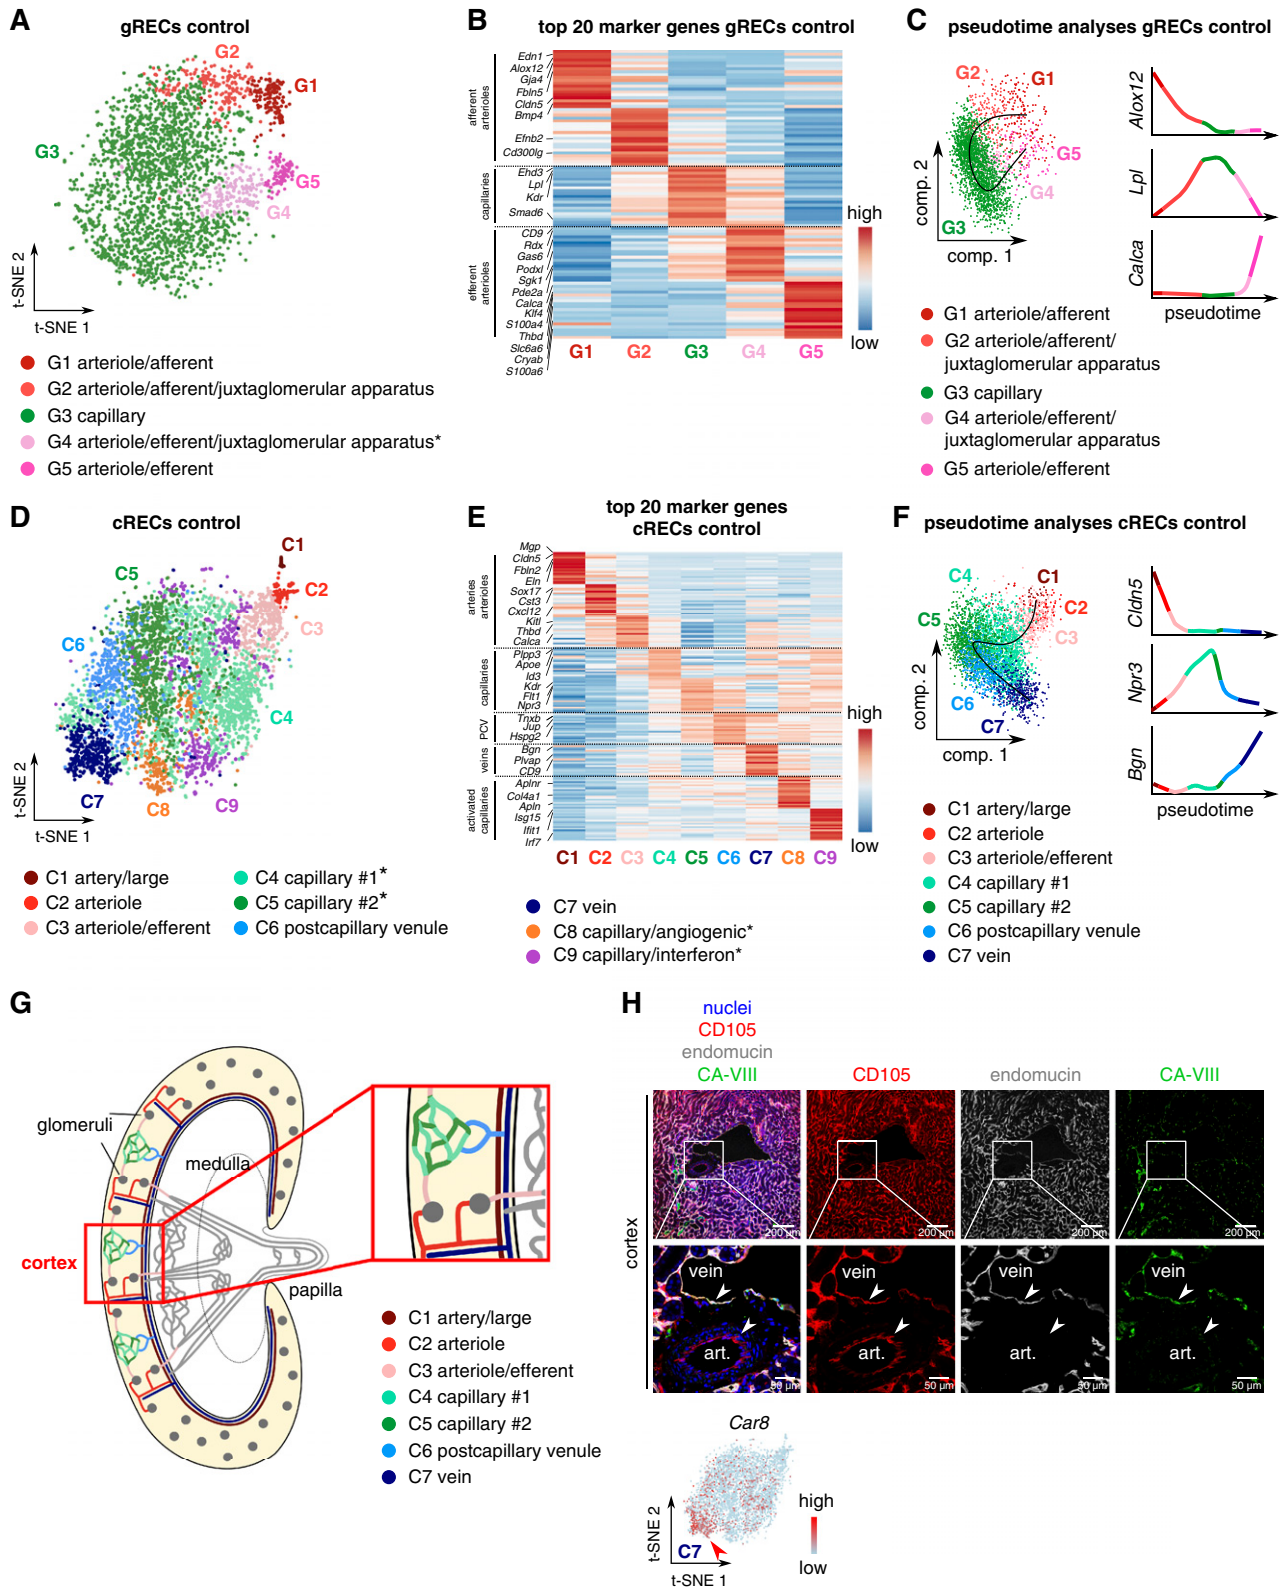 A
gRECs control
G2
G1
G3
G5
G4
t-SNE 2
t-SNE 1
G1 arteriole/afferent
G2 arteriole/afferent/juxtaglomerular apparatus
G3 capillary
G4 arteriole/efferent/juxtaglomerular apparatus*
G5 arteriole/efferent
B
top 20 marker genes gRECs control
afferent
arterioles
Edn1
Alox12
Gja4
Fbln5
Cldn5
Bmp4
Efnb2
Cd300lg
capillaries
Ehd3
Lpl
Kdr
Smad6
efferent
arterioles
CD9
Rdx
Gas6
Podxl
Sgk1
Pde2a
Calca
Klf4
S100a4
Thbd
Slc6a6
Cryab
S100a6
G1 G2 G3 G4 G5
high
low
C
pseudotime analyses gRECs control
G2
G1
G5
G4
G3
comp. 2
comp. 1
Alox12
Lpl
Calca
pseudotime
G1 arteriole/afferent
G2 arteriole/afferent/
juxtaglomerular apparatus
G3 capillary
G4 arteriole/efferent/
juxtaglomerular apparatus
G5 arteriole/efferent
D
cRECs control
C1
C2
C5
C3
C6
C4
C7
C8
C9
t-SNE 2
t-SNE 1
C1 artery/large
C2 arteriole
C3 arteriole/efferent
C4 capillary #1*
C5 capillary #2*
C6 postcapillary venule
E
top 20 marker genes
cRECs control
arteries
arterioles
Mgp
Cldn5
Fbln2
Eln
Sox17
Cst3
Cxcl12
Kitl
Thbd
Calca
capillaries
Plpp3
Apoe
Id3
Kdr
Flt1
Npr3
PCV
Tnxb
Jup
Hspg2
veins
Bgn
Plvap
CD9
activated
capillaries
Aplnr
Col4a1
Apln
Isg15
Ifit1
Irf7
C1 C2 C3 C4 C5 C6 C7 C8 C9
high
low
C7 vein
C8 capillary/angiogenic*
C9 capillary/interferon*
F
pseudotime analyses cRECs control
C4
C1
C2
C5
C3
C6
C7
comp. 2
comp. 1
Cldn5
Npr3
Bgn
pseudotime
C1 artery/large
C2 arteriole
C3 arteriole/efferent
C4 capillary #1
C5 capillary #2
C6 postcapillary venule
C7 vein
G
glomeruli
medulla
cortex
papilla
C1 artery/large
C2 arteriole
C3 arteriole/efferent
C4 capillary #1
C5 capillary #2
C6 postcapillary venule
C7 vein
H
nuclei
CD105
endomucin
CA-VIII
CD105
endomucin
CA-VIII
cortex
200 µm
200 µm
200 µm
200 µm
vein
art.
50 µm
vein
art.
50 µm
vein
art.
50 µm
vein
art.
50 µm
Car8
t-SNE 2
C7
t-SNE 1
high
low